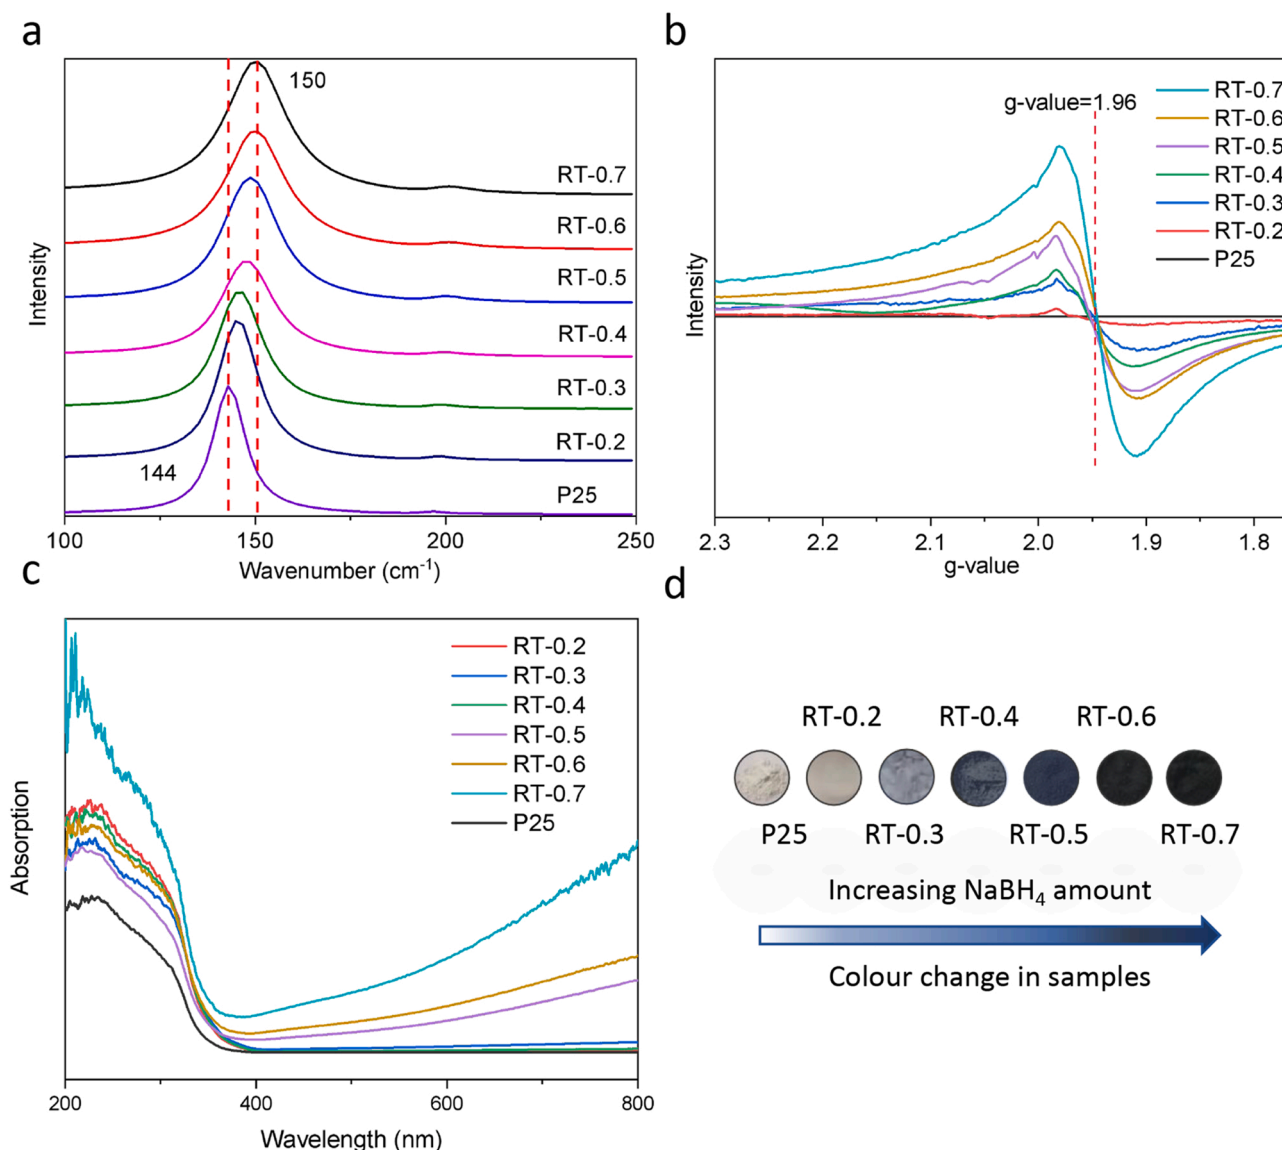 a
150
RT-0.7
RT-0.6
RT-0.5
RT-0.4
RT-0.3
RT-0.2
144
P25
Intensity
100
150
200
250
Wavenumber (cm⁻¹)
b
g-value=1.96
RT-0.7
RT-0.6
RT-0.5
RT-0.4
RT-0.3
RT-0.2
P25
Intensity
2.3
2.2
2.1
2.0
1.9
1.8
g-value
c
RT-0.2
RT-0.3
RT-0.4
RT-0.5
RT-0.6
RT-0.7
P25
Absorption
200
400
600
800
Wavelength (nm)
d
RT-0.2 RT-0.4 RT-0.6
P25 RT-0.3 RT-0.5 RT-0.7
Increasing NaBH₄ amount
Colour change in samples